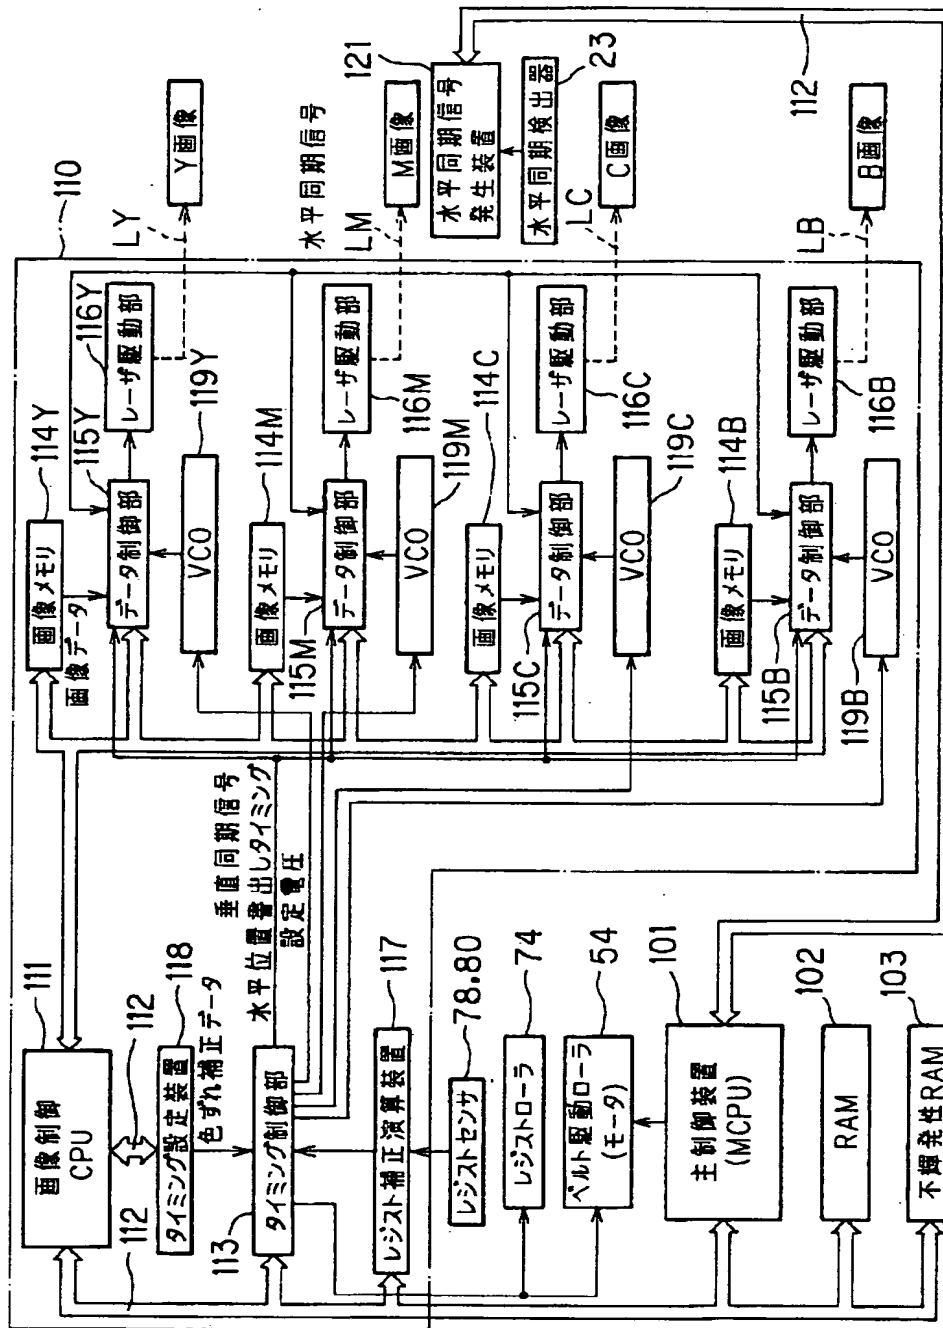 110
111
画像制御
CPU
112
112
118
タイミング設定装置
色ずれ補正データ
113
タイミング制御部
117
レジスト補正演算装置
78,80
レジストセンサ
74
レジストローラ
54
ベルト駆動ローラ
(モータ)
101
主制御装置
(MCPU)
102
RAM
103
不揮発性RAM
垂直同期信号
水平位置書出しタイミング
設定電圧
114Y
画像メモリ
画像データ
115Y
データ制御部
116Y
レーザ駆動部
119Y
VCO
LY
Y画像
114M
画像メモリ
115M
データ制御部
116M
レーザ駆動部
119M
VCO
水平同期信号
LM
M画像
121
水平同期信号
発生装置
水平同期検出器
23
114C
画像メモリ
115C
データ制御部
116C
レーザ駆動部
119C
VCO
LC
C画像
114B
画像メモリ
115B
データ制御部
116B
レーザ駆動部
119B
VCO
LB
B画像
112